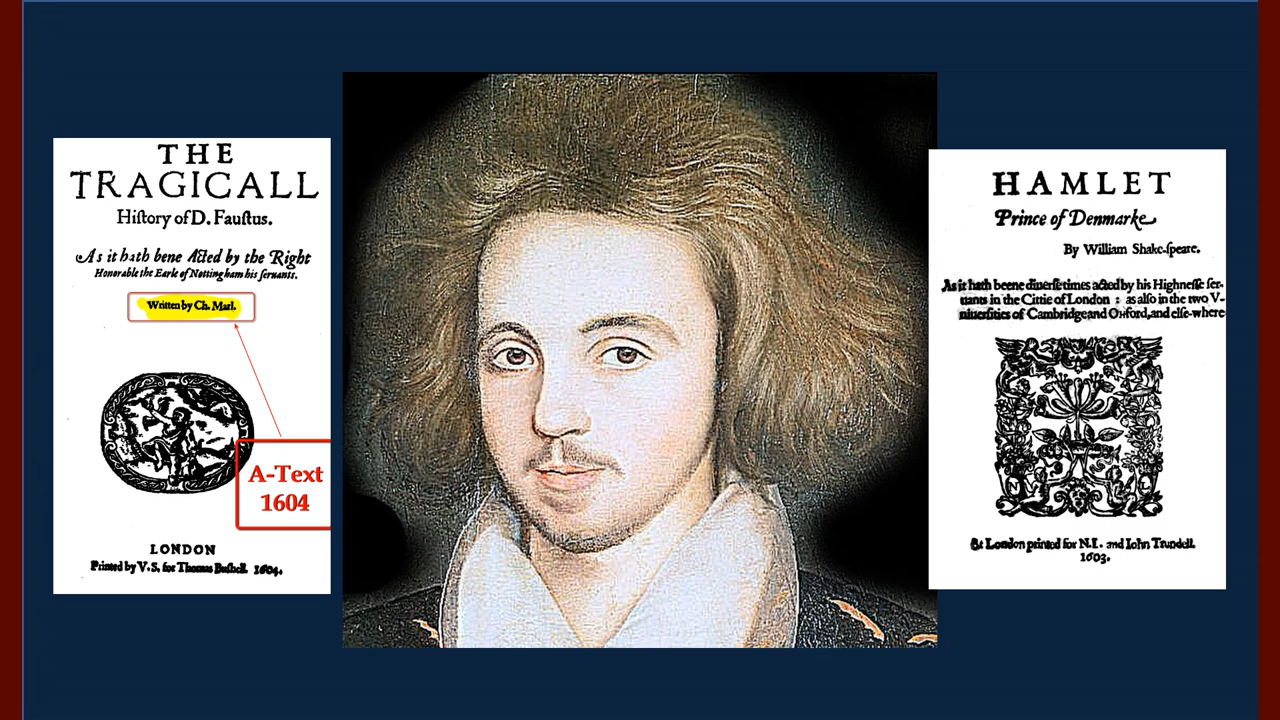 THE
TRAGICALL
Hiſtory of D. Fauſtus.
As it hath bene Acted by the Right
Honorable the Earle of Nottingham his ſeruants.
Written by Ch. Marl.
A-Text
1604
LONDON
Printed by V. S. for Thomas Buſhell. 1604.
HAMLET
Prince of Denmarke
By William Shake-ſpeare.
As it hath beene diuerſe times acted by his Highneſſe ſer-
uants in the Cittie of London : as alſo in the two V-
niuerſities of Cambridge and Oxford, and elſe-where
At London printed for N.L. and Iohn Trundell.
1603.